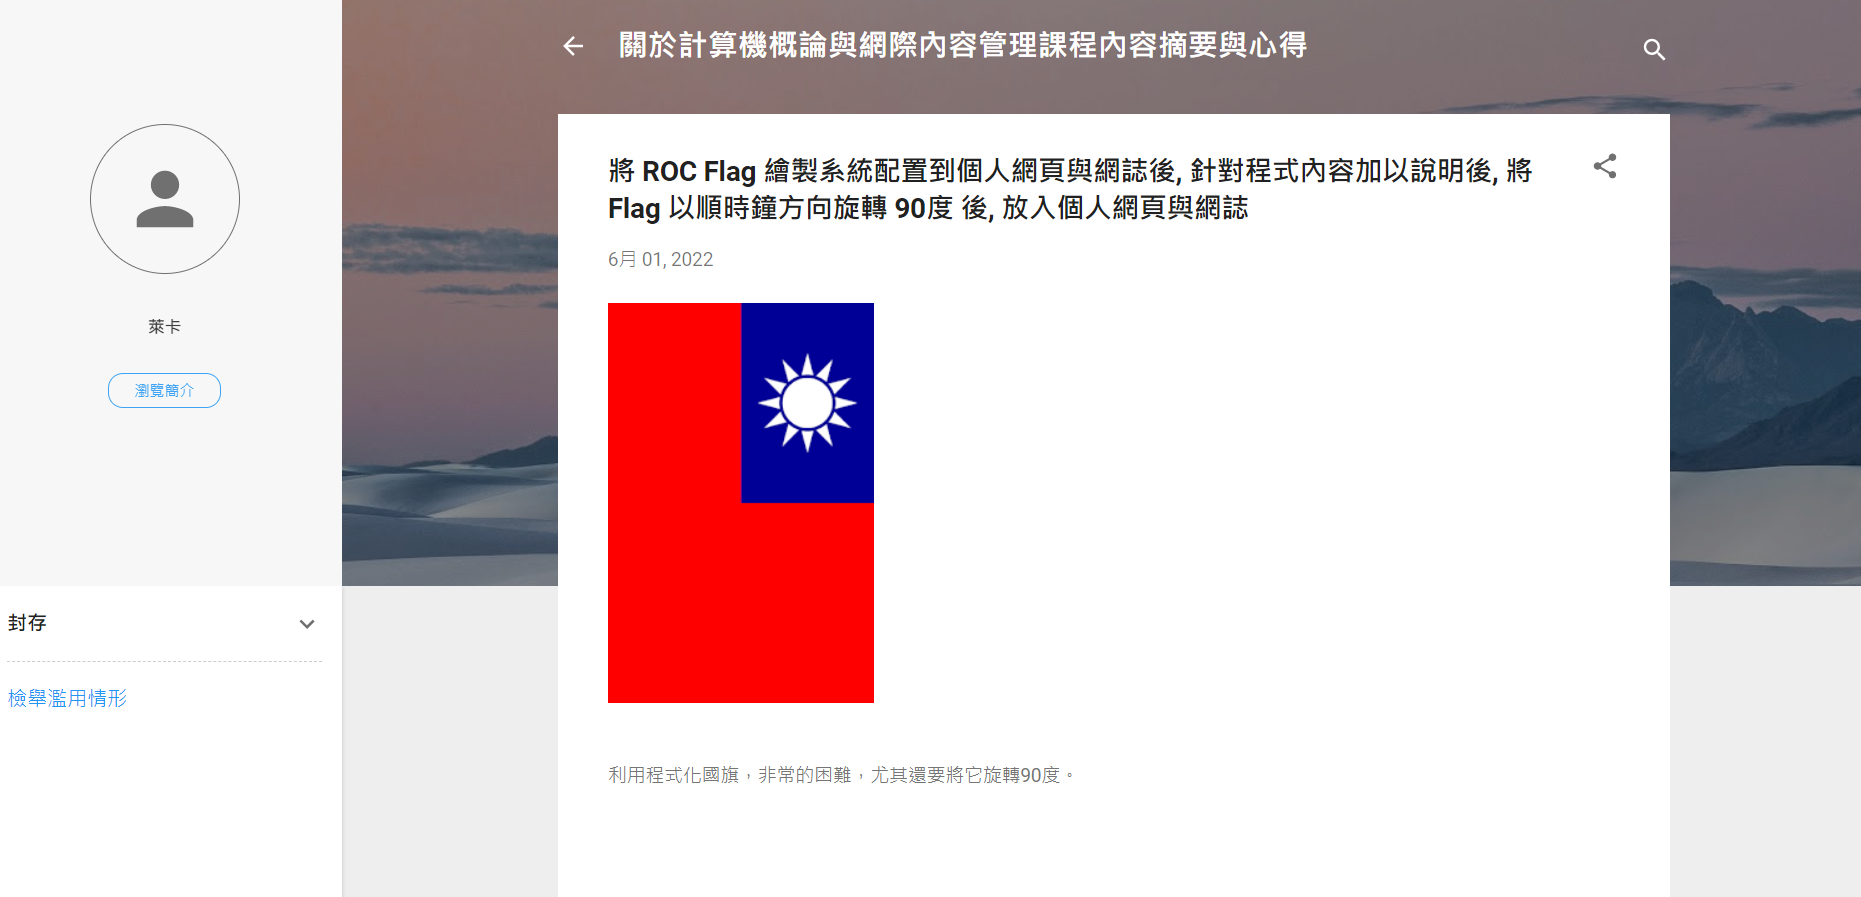 關於計算機概論與網際內容管理課程內容摘要與心得
將 ROC Flag 繪製系統配置到個人網頁與網誌後, 針對程式內容加以說明後, 將
Flag 以順時鐘方向旋轉 90度 後, 放入個人網頁與網誌
6月 01, 2022
萊卡
瀏覽簡介
封存
檢舉濫用情形
利用程式化國旗，非常的困難，尤其還要將它旋轉90度。